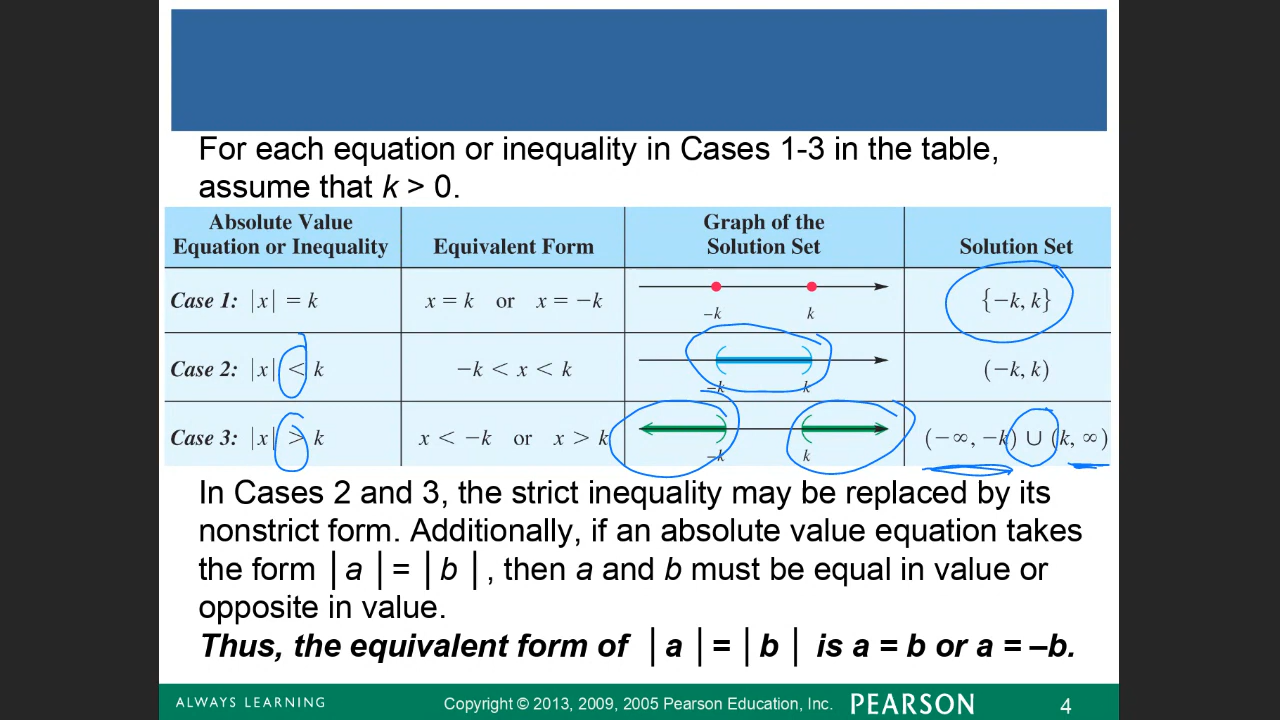 For each equation or inequality in Cases 1-3 in the table,
assume that k > 0.
Absolute Value
Equation or Inequality
Equivalent Form
Graph of the
Solution Set
Solution Set
Case 1: |x| = k
x = k or x = −k
−k k
{−k, k}
Case 2: |x| < k
−k < x < k
( )
−k k
(−k, k)
Case 3: |x| > k
x < −k or x > k
) (
−k k
(−∞, −k) ∪ (k, ∞)
In Cases 2 and 3, the strict inequality may be replaced by its
nonstrict form. Additionally, if an absolute value equation takes
the form |a| = |b|, then a and b must be equal in value or
opposite in value.
Thus, the equivalent form of |a| = |b| is a = b or a = –b.
ALWAYS LEARNING
Copyright © 2013, 2009, 2005 Pearson Education, Inc.
PEARSON
4